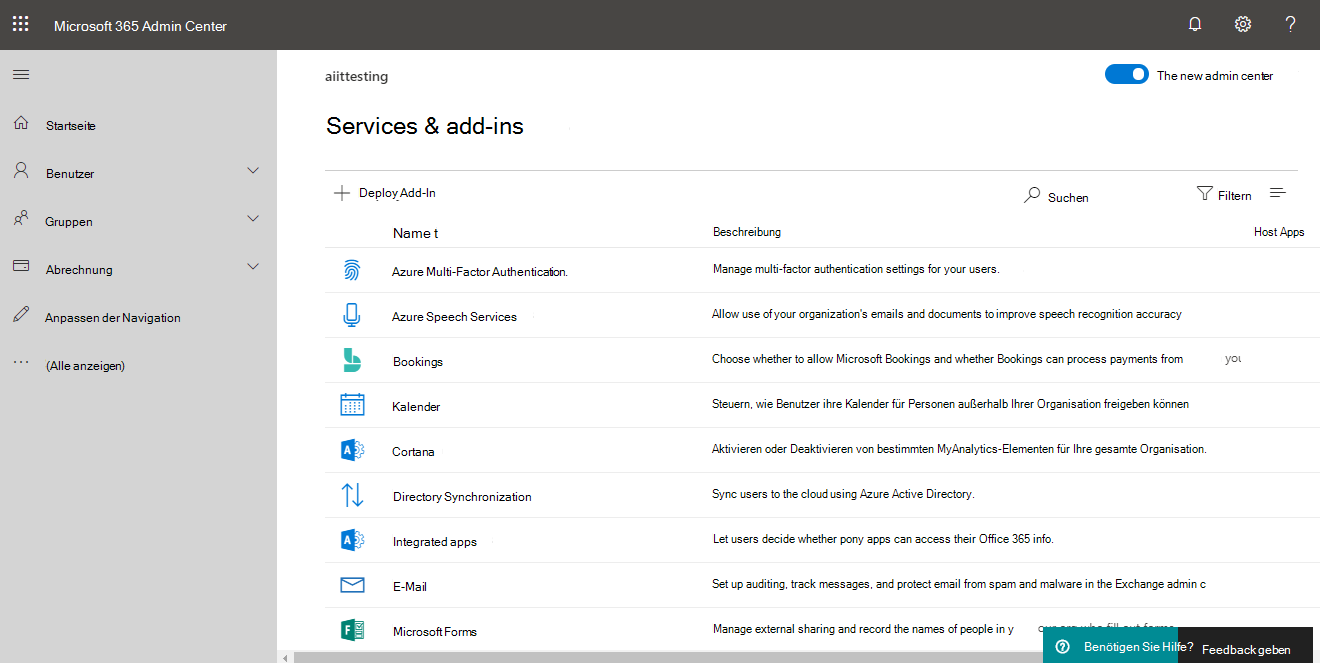 Microsoft 365 Admin Center
?
aiittesting
The new admin center
Startseite
Benutzer
Gruppen
Abrechnung
Anpassen der Navigation
(Alle anzeigen)
Services & add-ins
Deploy Add-In
Suchen
Filtern
Name t
Beschreibung
Host Apps
Azure Multi-Factor Authentication.
Manage multi-factor authentication settings for your users.
Azure Speech Services
Allow use of your organization's emails and documents to improve speech recognition accuracy
Bookings
Choose whether to allow Microsoft Bookings and whether Bookings can process payments from you
Kalender
Steuern, wie Benutzer ihre Kalender für Personen außerhalb Ihrer Organisation freigeben können
Cortana
Aktivieren oder Deaktivieren von bestimmten MyAnalytics-Elementen für Ihre gesamte Organisation.
Directory Synchronization
Sync users to the cloud using Azure Active Directory.
Integrated apps
Let users decide whether pony apps can access their Office 365 info.
E-Mail
Set up auditing, track messages, and protect email from spam and malware in the Exchange admin c
Microsoft Forms
Manage external sharing and record the names of people in y
Benötigen Sie Hilfe?
Feedback geben